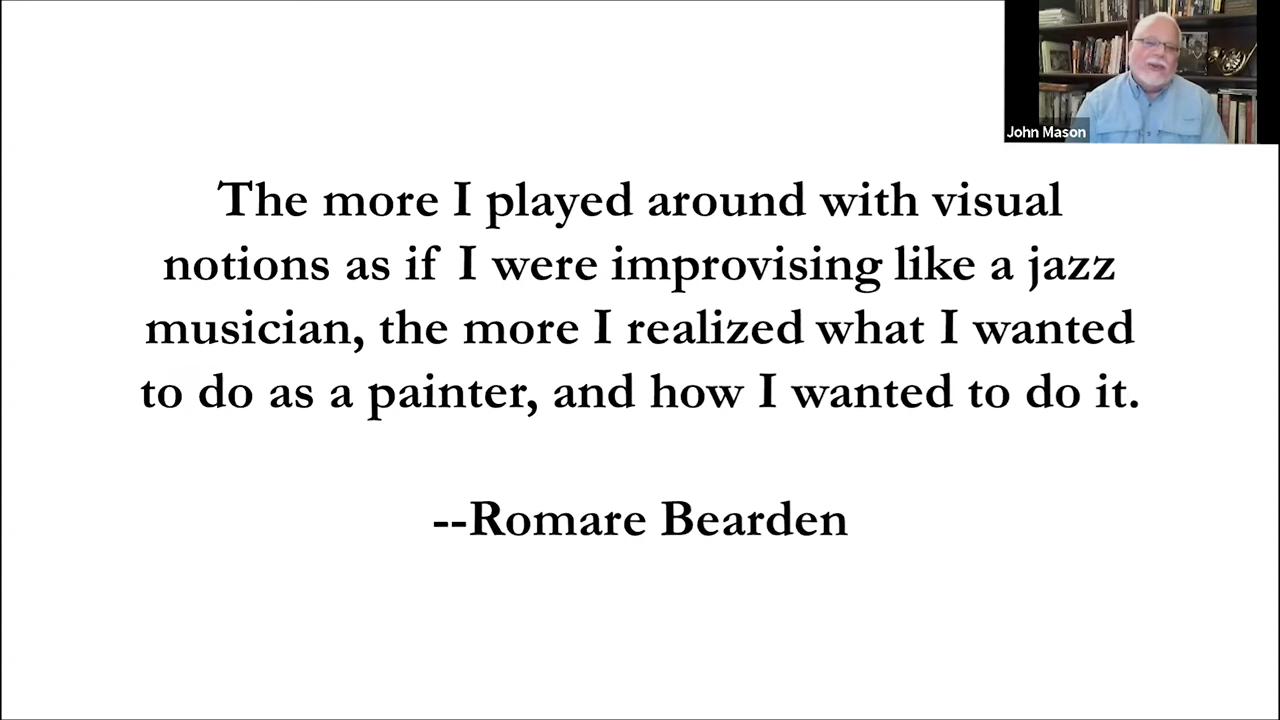 John Mason
The more I played around with visual
notions as if I were improvising like a jazz
musician, the more I realized what I wanted
to do as a painter, and how I wanted to do it.
--Romare Bearden